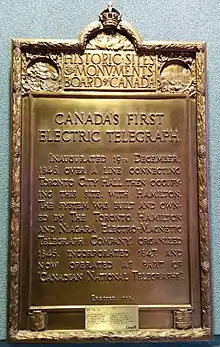 HISTORIC SITES
& MONUMENTS
BOARD OF CANADA
CANADA'S FIRST
ELECTRIC TELEGRAPH.
INAUGURATED 19TH DECEMBER,
1846, OVER A LINE CONNECTING
TORONTO CITY HALL, THEN OCCUPY-
ING THIS SITE, WITH HAMILTON.
THE SYSTEM WAS BUILT AND OWN-
ED BY THE TORONTO, HAMILTON
AND NIAGARA ELECTRO-MAGNETIC
TELEGRAPH COMPANY, ORGANIZED
1846, INCORPORATED 1847, AND
NOW OPERATED AS PART OF
CANADIAN NATIONAL TELEGRAPHS.
ERECTED
Canada